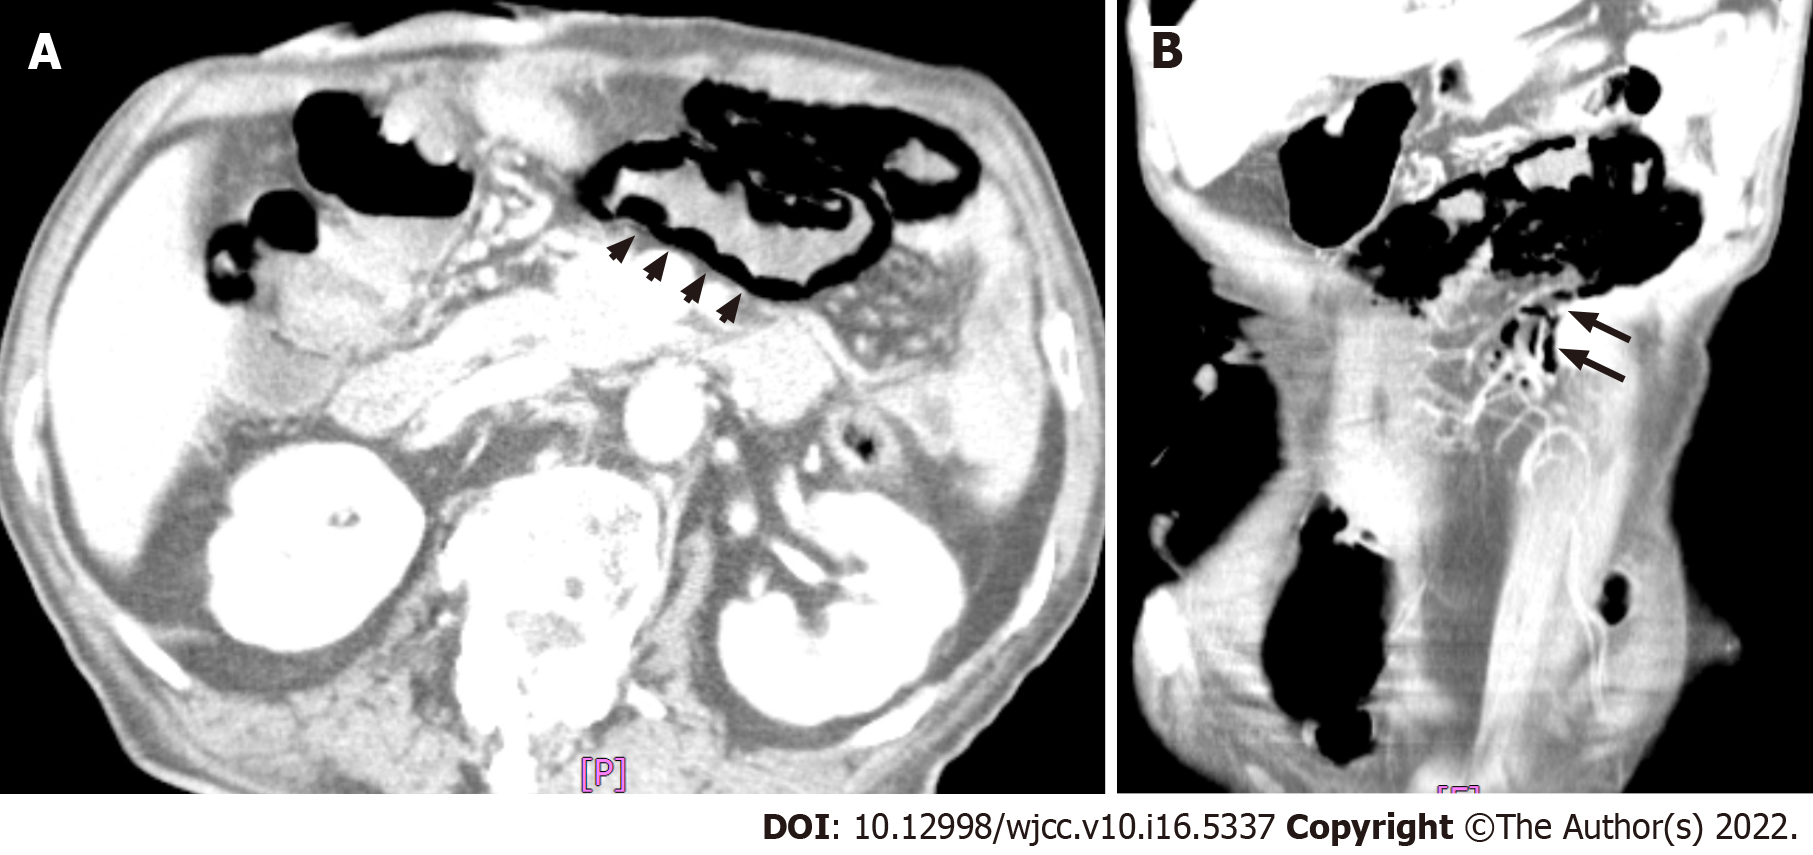 A
B
[P]
[F]
DOI: 10.12998/wjcc.v10.i16.5337 Copyright ©The Author(s) 2022.